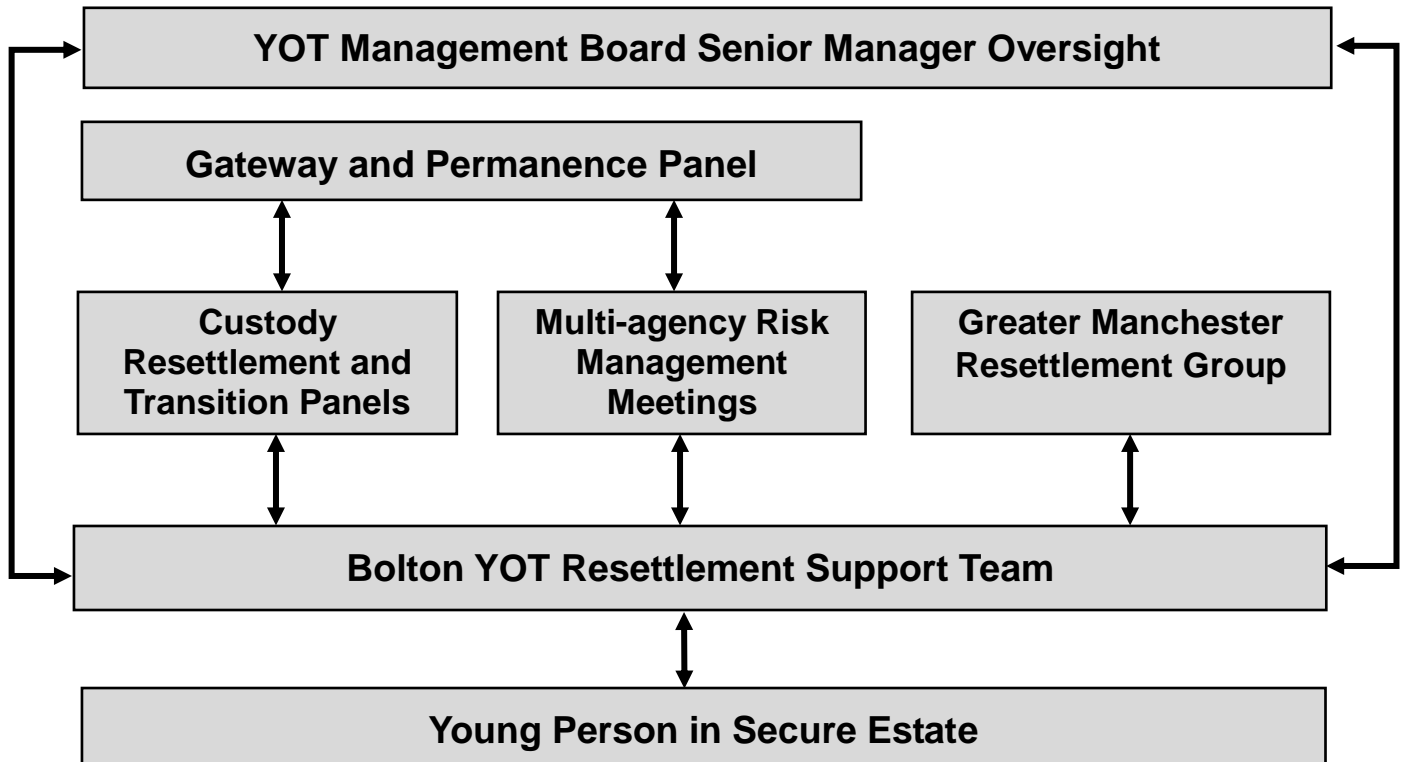 YOT Management Board Senior Manager Oversight
Gateway and Permanence Panel
Custody
Resettlement and
Transition Panels
Multi-agency Risk
Management
Meetings
Greater Manchester
Resettlement Group
Bolton YOT Resettlement Support Team
Young Person in Secure Estate